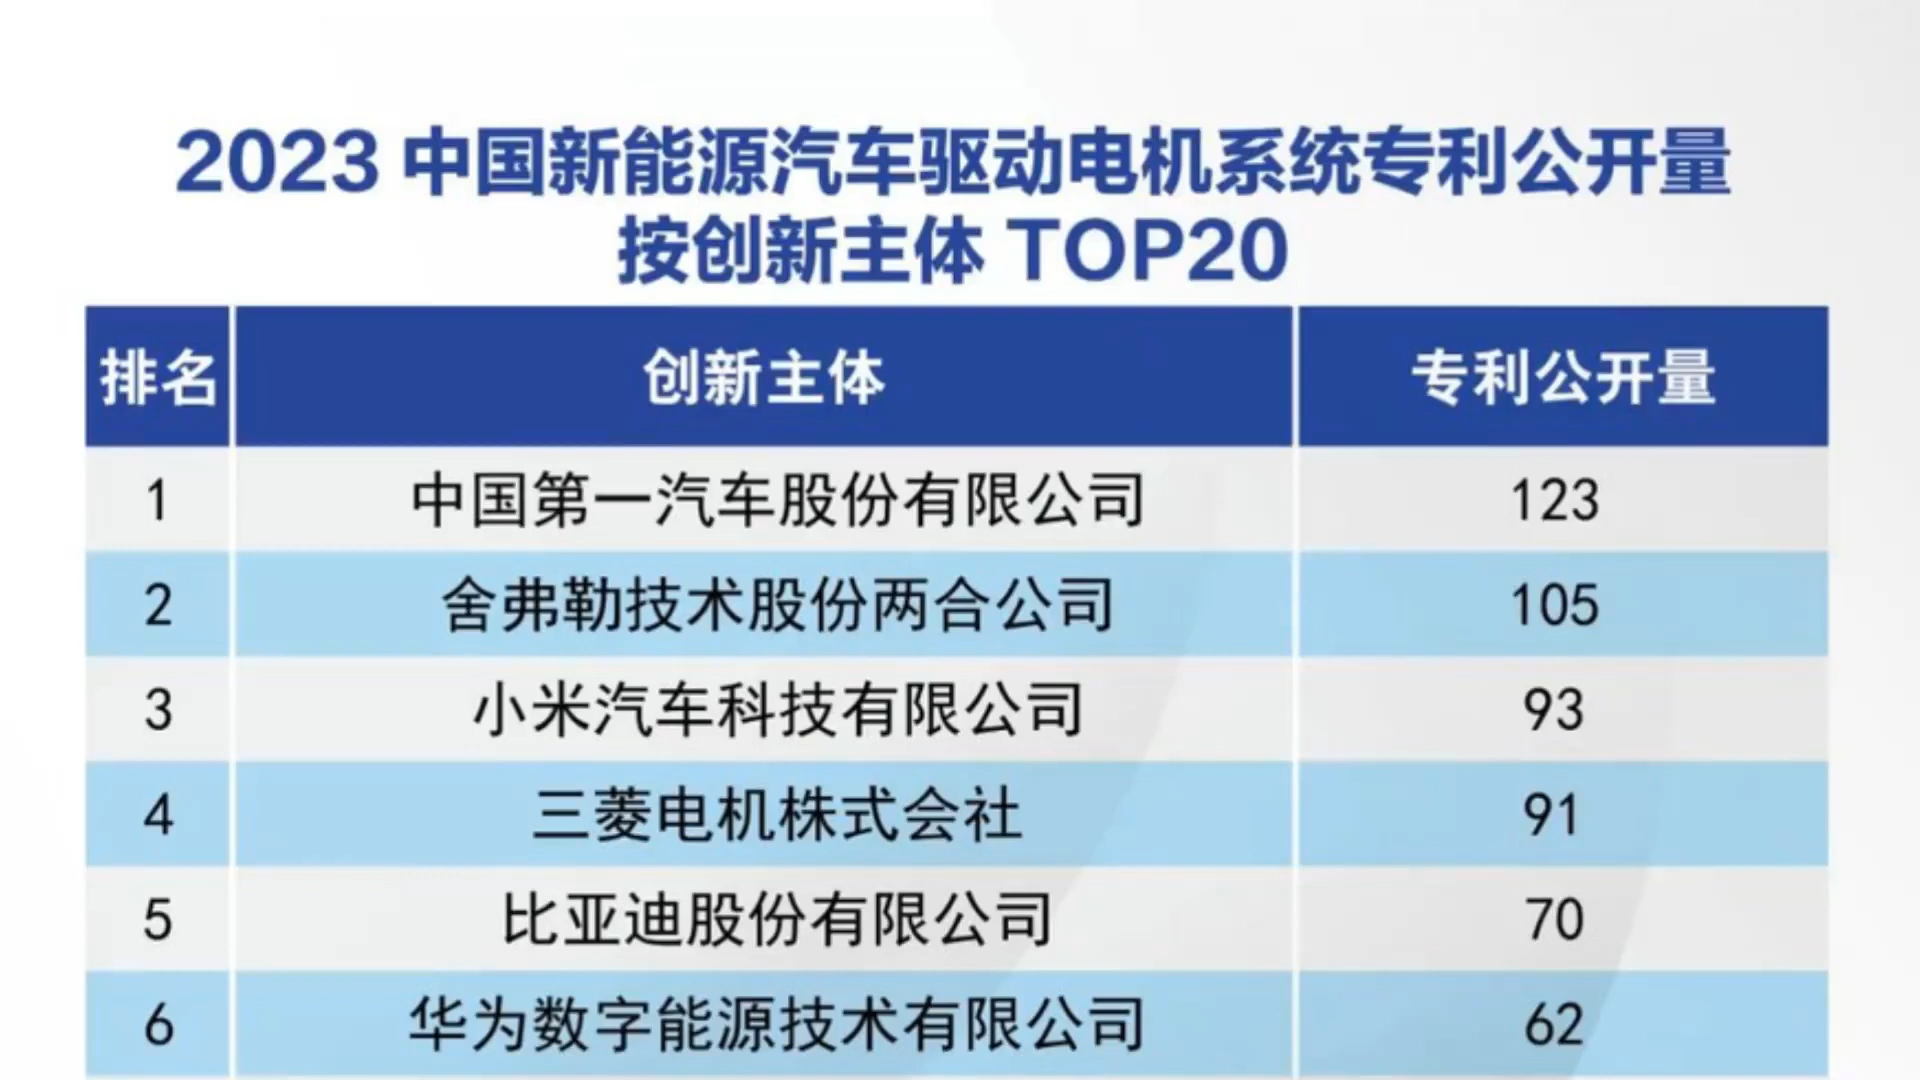 2023 中国新能源汽车驱动电机系统专利公开量
按创新主体 TOP20
排名 创新主体 专利公开量
1 中国第一汽车股份有限公司 123
2 舍弗勒技术股份两合公司 105
3 小米汽车科技有限公司 93
4 三菱电机株式会社 91
5 比亚迪股份有限公司 70
6 华为数字能源技术有限公司 62